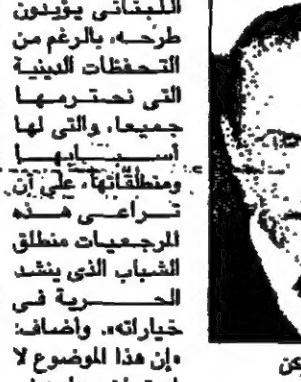 اللبناني يؤيدون
طرحه، بالرغم من
التحفظات الدينية
التي نحترمها
جميعا، والتي لها
أسبابها
ومنطلقاتها، على أن
تراعى هذه
المرجعيات منطلق
الشباب الذي ينشد
الحرية في
خياراته». وأضاف:
«إن هذا الموضوع لا